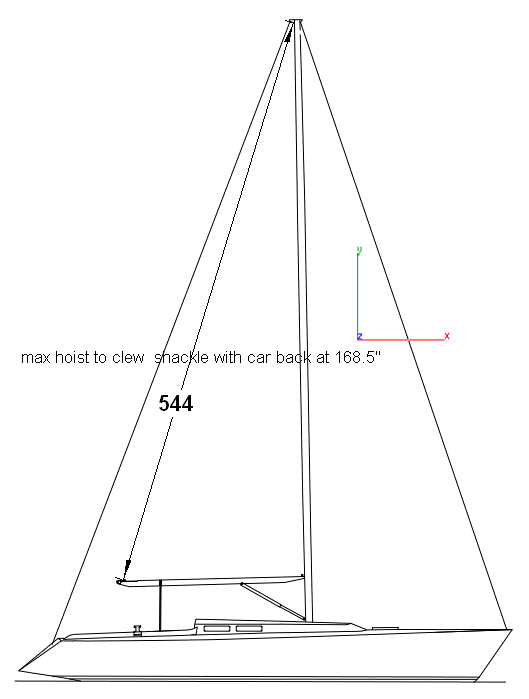 y
z
x
max hoist to clew shackle with car back at 168.5"
544